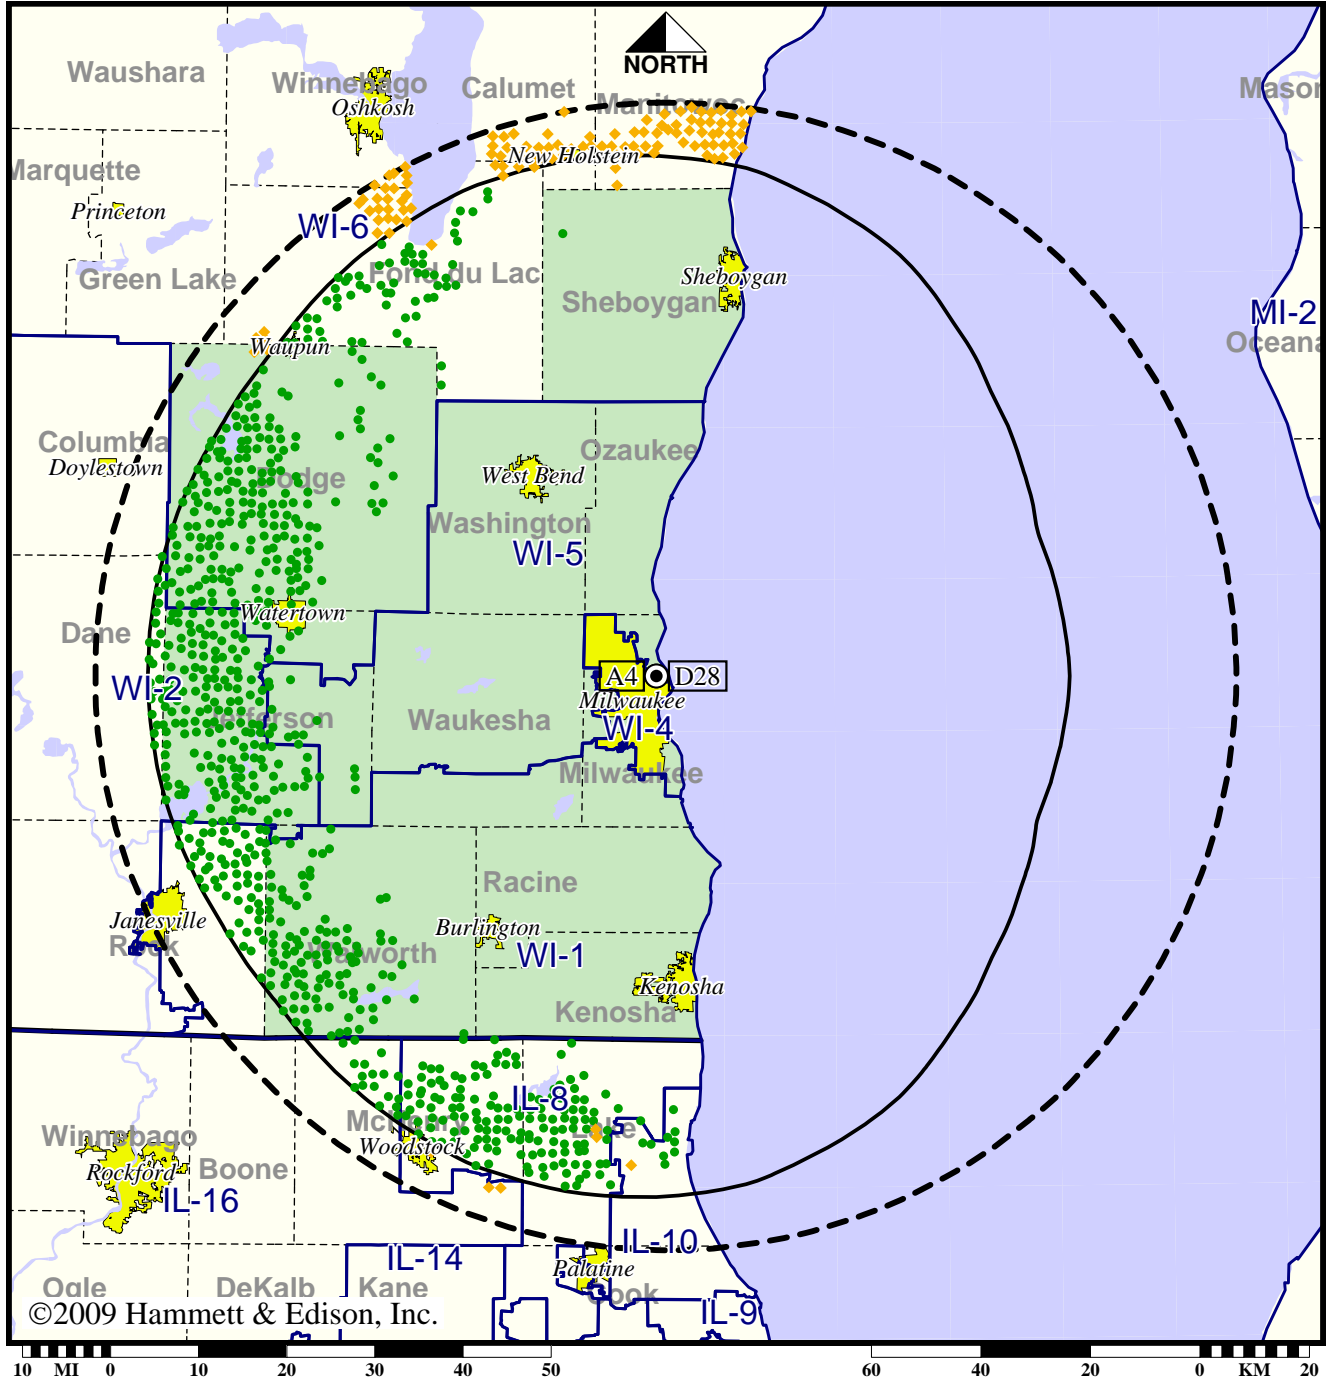 NORTH
Waushara
Winnebago
Oshkosh
Calumet
Manitowoc
Mason
Marquette
New Holstein
Princeton
WI-6
Green Lake
Fond du Lac
Sheboygan
Sheboygan
MI-2
Oceana
Waupun
Columbia
Doylestown
Dodge
West Bend
Ozaukee
Washington
WI-5
Watertown
Dane
WI-2
A4
D28
Milwaukee
WI-4
Jefferson
Waukesha
Milwaukee
Racine
Janesville
Rock
Burlington
Walworth
WI-1
Kenosha
Kenosha
IL-8
McHenry
Lake
Woodstock
Winnebago
Rockford
Boone
IL-16
IL-10
IL-14
Palatine
Ogle
DeKalb
Kane
Cook
IL-9
©2009 Hammett & Edison, Inc.
10 MI 0 10 20 30 40 50 60 40 20 0 KM 20